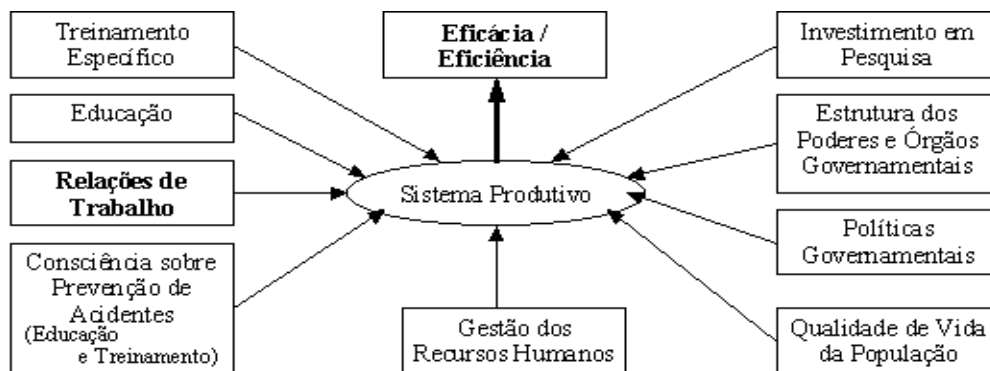 Treinamento
Específico
Eficácia /
Eficiência
Investimento em
Pesquisa
Educação
Estrutura dos
Poderes e Órgãos
Governamentais
Relações de
Trabalho
Sistema Produtivo
Políticas
Governamentais
Consciência sobre
Prevenção de
Acidentes
(Educação
e Treinamento)
Gestão dos
Recursos Humanos
Qualidade de Vida
da População